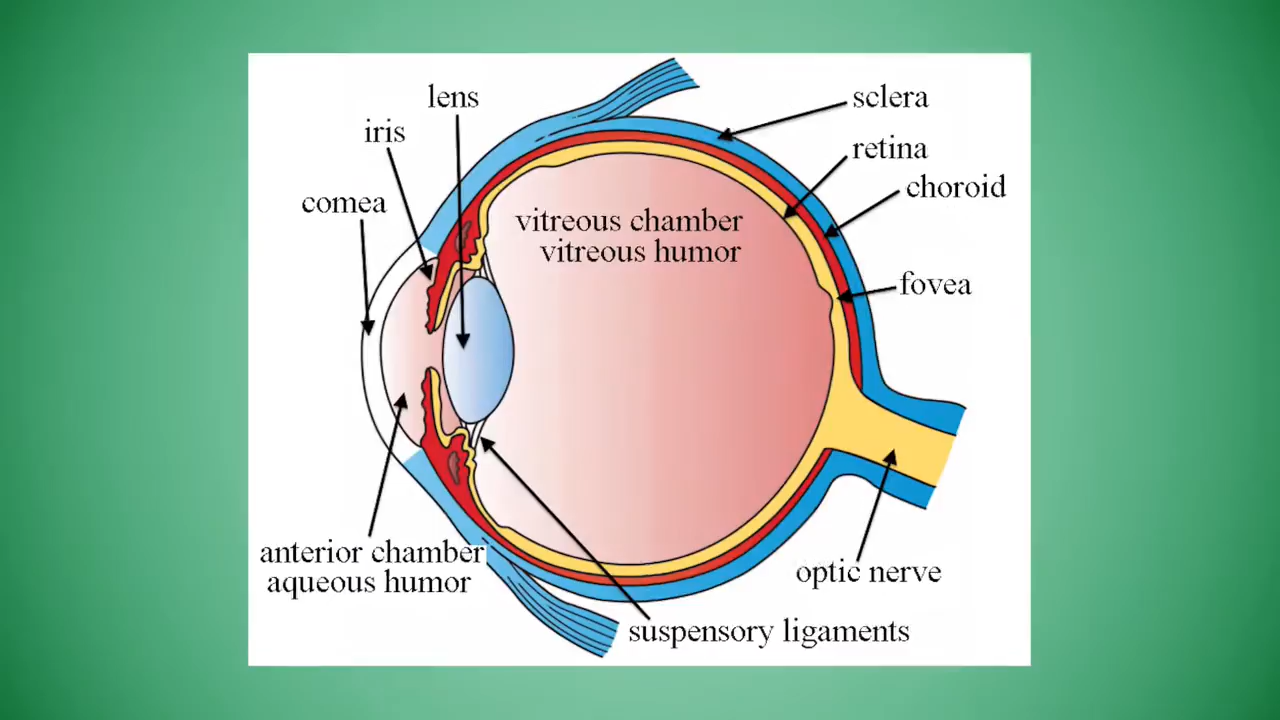 lens
sclera
iris
retina
choroid
comea
vitreous chamber
vitreous humor
fovea
anterior chamber
aqueous humor
optic nerve
suspensory ligaments